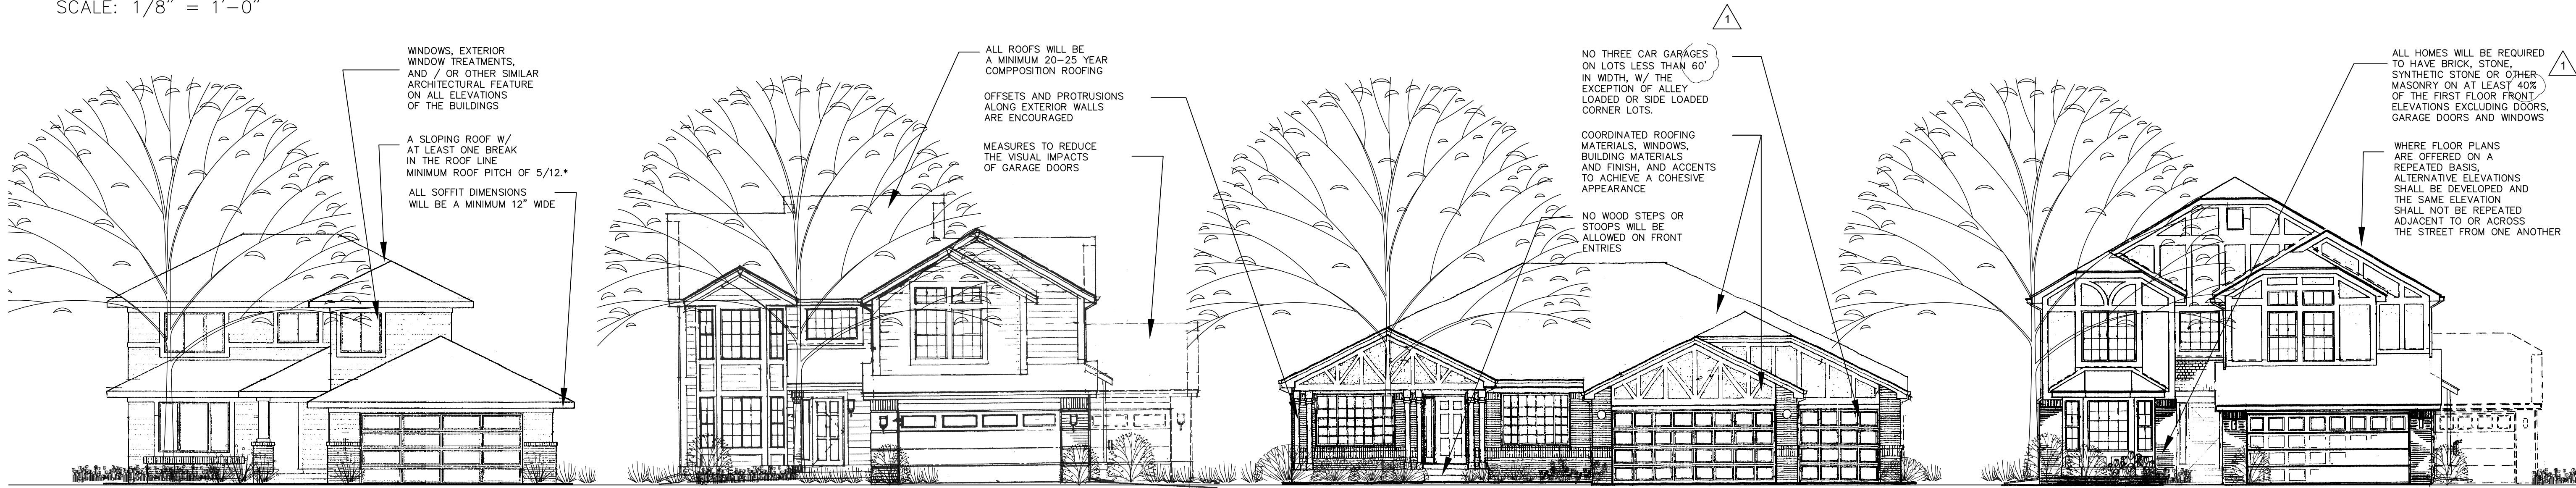 SCALE: 1/8" = 1'-0"
WINDOWS, EXTERIOR
WINDOW TREATMENTS,
AND / OR OTHER SIMILAR
ARCHITECTURAL FEATURE
ON ALL ELEVATIONS
OF THE BUILDINGS
A SLOPING ROOF W/
AT LEAST ONE BREAK
IN THE ROOF LINE
MINIMUM ROOF PITCH OF 5/12.*
ALL SOFFIT DIMENSIONS
WILL BE A MINIMUM 12" WIDE
ALL ROOFS WILL BE
A MINIMUM 20-25 YEAR
COMPPOSITION ROOFING
OFFSETS AND PROTRUSIONS
ALONG EXTERIOR WALLS
ARE ENCOURAGED
MEASURES TO REDUCE
THE VISUAL IMPACTS
OF GARAGE DOORS
1
NO THREE CAR GARAGES
ON LOTS LESS THAN 60'
IN WIDTH, W/ THE
EXCEPTION OF ALLEY
LOADED OR SIDE LOADED
CORNER LOTS.
COORDINATED ROOFING
MATERIALS, WINDOWS,
BUILDING MATERIALS
AND FINISH, AND ACCENTS
TO ACHIEVE A COHESIVE
APPEARANCE
NO WOOD STEPS OR
STOOPS WILL BE
ALLOWED ON FRONT
ENTRIES
ALL HOMES WILL BE REQUIRED
TO HAVE BRICK, STONE,
SYNTHETIC STONE OR OTHER
MASONRY ON AT LEAST 40%
OF THE FIRST FLOOR FRONT
ELEVATIONS EXCLUDING DOORS,
GARAGE DOORS AND WINDOWS
1
WHERE FLOOR PLANS
ARE OFFERED ON A
REPEATED BASIS,
ALTERNATIVE ELEVATIONS
SHALL BE DEVELOPED AND
THE SAME ELEVATION
SHALL NOT BE REPEATED
ADJACENT TO OR ACROSS
THE STREET FROM ONE ANOTHER